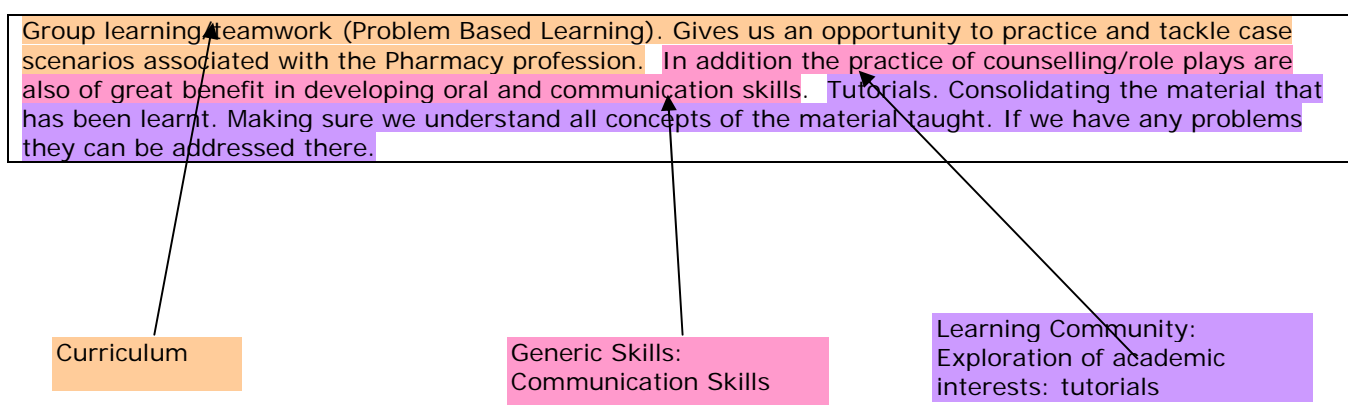 Group learning/teamwork (Problem Based Learning). Gives us an opportunity to practice and tackle case
scenarios associated with the Pharmacy profession. In addition the practice of counselling/role plays are
also of great benefit in developing oral and communication skills. Tutorials. Consolidating the material that
has been learnt. Making sure we understand all concepts of the material taught. If we have any problems
they can be addressed there.
Curriculum
Generic Skills:
Communication Skills
Learning Community:
Exploration of academic
interests: tutorials